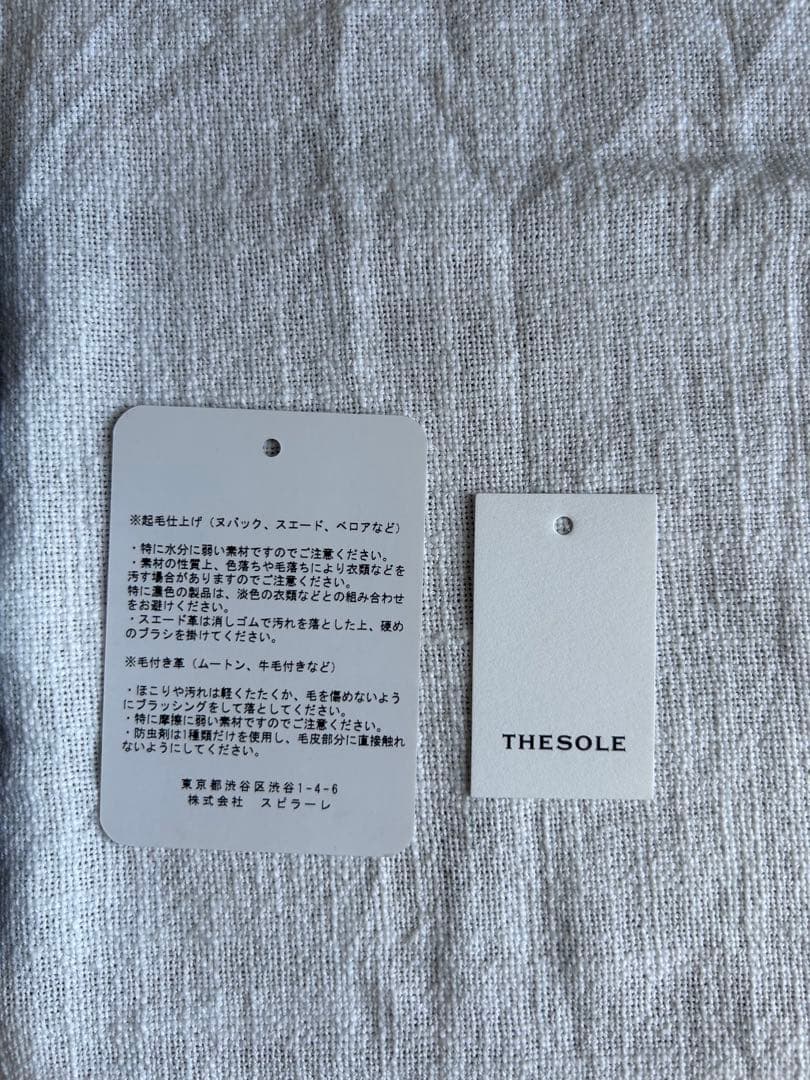 ※起毛仕上げ（ヌバック、スエード、ベロアなど）
・特に水分に弱い素材ですのでご注意ください。
・素材の性質上、色落ちや毛落ちにより衣類などを
汚す場合がありますのでご注意ください。
特に濃色の製品は、淡色の衣類などとの組み合わせ
をお避けください。
・スエード革は消しゴムで汚れを落とした上、硬め
のブラシを掛けてください。
※毛付き革（ムートン、牛毛付きなど）
・ほこりや汚れは軽くたたくか、毛を傷めないよう
にブラッシングをして落としてください。
・特に摩擦に弱い素材ですのでご注意ください。
・防虫剤は1種類だけを使用し、毛皮部分に直接触れ
ないようにしてください。
東京都渋谷区渋谷1-4-6
株式会社　スピラーレ
THESOLE